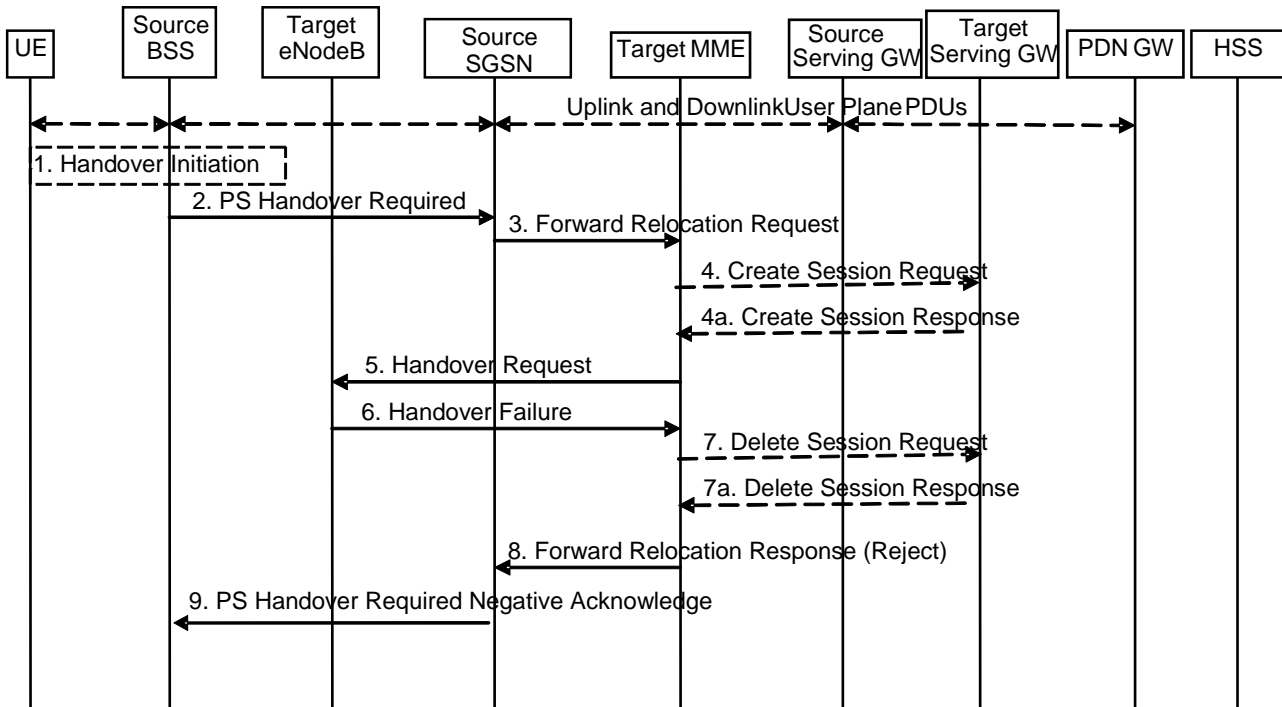 UE
Source
BSS
Target
eNodeB
Source
SGSN
Target MME
Source
Serving GW
Target
Serving GW
PDN GW
HSS
Uplink and DownlinkUser Plane PDUs
1. Handover Initiation
2. PS Handover Required
3. Forward Relocation Request
4. Create Session Request
4a. Create Session Response
5. Handover Request
6. Handover Failure
7. Delete Session Request
7a. Delete Session Response
8. Forward Relocation Response (Reject)
9. PS Handover Required Negative Acknowledge